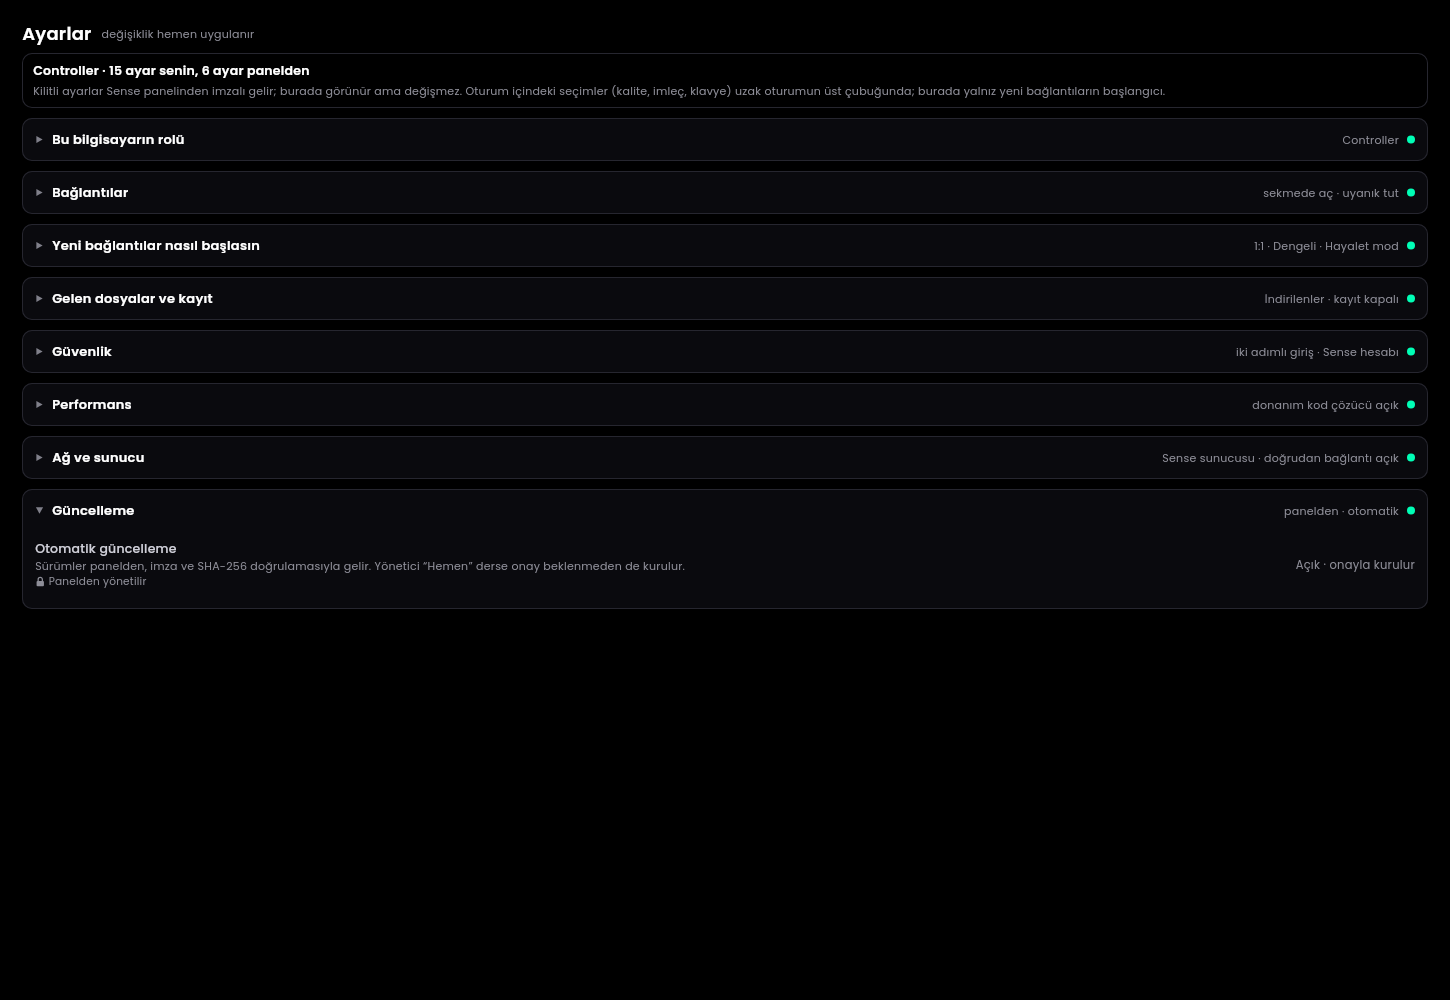 Ayarlar değişiklik hemen uygulanır
Controller · 15 ayar senin, 6 ayar panelden
Kilitli ayarlar Sense panelinden imzalı gelir; burada görünür ama değişmez. Oturum içindeki seçimler (kalite, imleç, klavye) uzak oturumun üst çubuğunda; burada yalnız yeni bağlantıların başlangıcı.
Bu bilgisayarın rolü Controller
Bağlantılar sekmede aç · uyanık tut
Yeni bağlantılar nasıl başlasın 1:1 · Dengeli · Hayalet mod
Gelen dosyalar ve kayıt İndirilenler · kayıt kapalı
Güvenlik iki adımlı giriş · Sense hesabı
Performans donanım kod çözücü açık
Ağ ve sunucu Sense sunucusu · doğrudan bağlantı açık
Güncelleme panelden · otomatik
Otomatik güncelleme
Sürümler panelden, imza ve SHA-256 doğrulamasıyla gelir. Yönetici “Hemen” derse onay beklenmeden de kurulur.
Açık · onayla kurulur
Panelden yönetilir